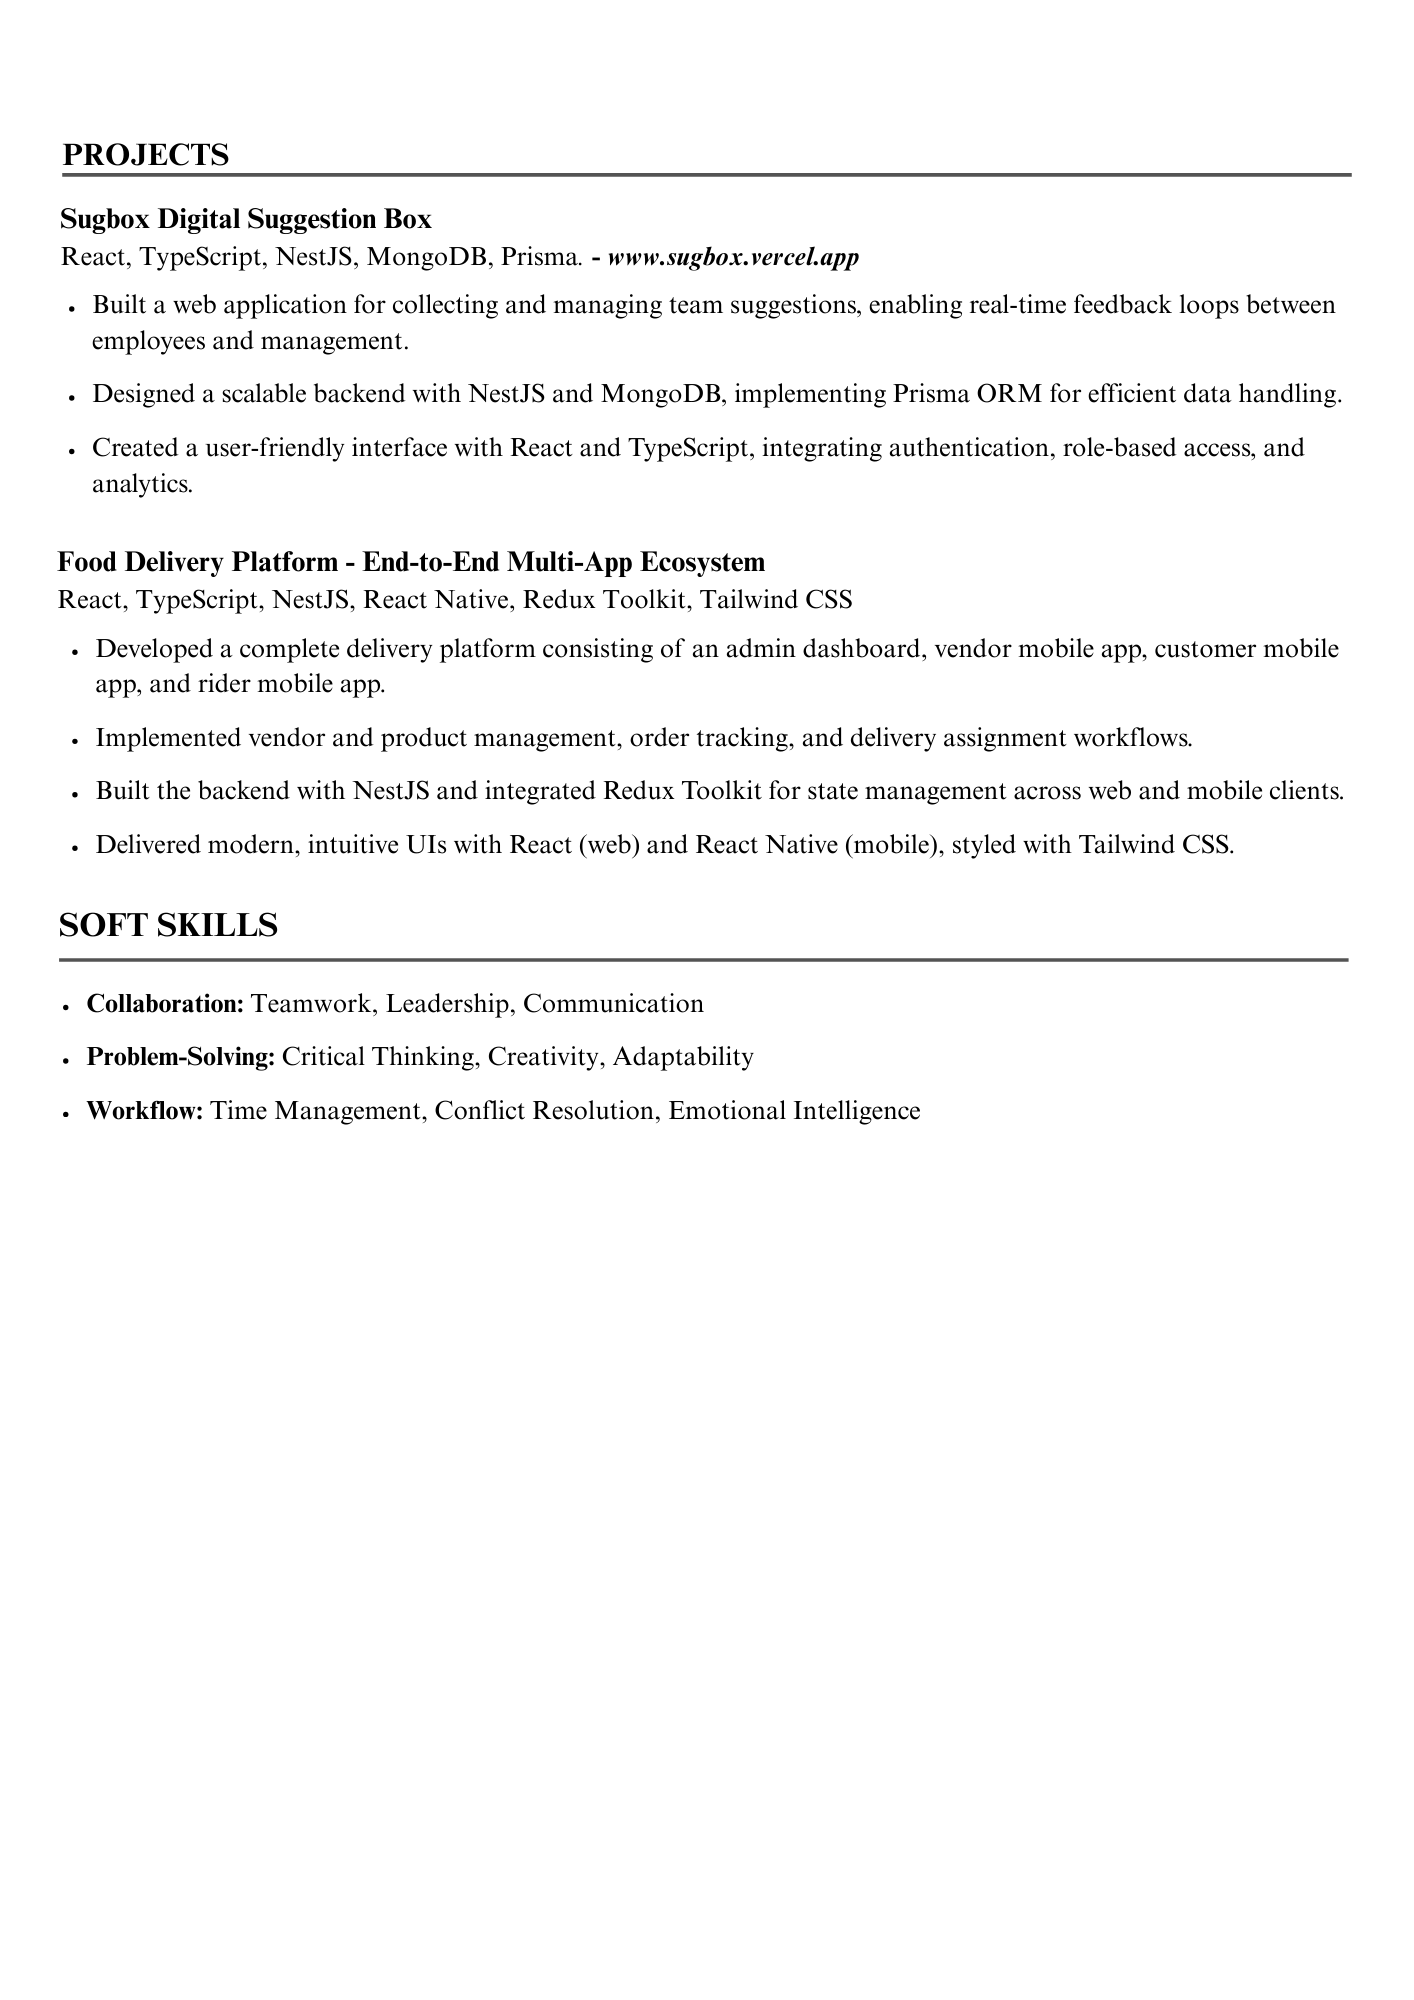 PROJECTS
Sugbox Digital Suggestion Box
React, TypeScript, NestJS, MongoDB, Prisma. - www.sugbox.vercel.app
• Built a web application for collecting and managing team suggestions, enabling real-time feedback loops between
employees and management.
• Designed a scalable backend with NestJS and MongoDB, implementing Prisma ORM for efficient data handling.
• Created a user-friendly interface with React and TypeScript, integrating authentication, role-based access, and
analytics.
Food Delivery Platform - End-to-End Multi-App Ecosystem
React, TypeScript, NestJS, React Native, Redux Toolkit, Tailwind CSS
• Developed a complete delivery platform consisting of an admin dashboard, vendor mobile app, customer mobile
app, and rider mobile app.
• Implemented vendor and product management, order tracking, and delivery assignment workflows.
• Built the backend with NestJS and integrated Redux Toolkit for state management across web and mobile clients.
• Delivered modern, intuitive UIs with React (web) and React Native (mobile), styled with Tailwind CSS.
SOFT SKILLS
• Collaboration: Teamwork, Leadership, Communication
• Problem-Solving: Critical Thinking, Creativity, Adaptability
• Workflow: Time Management, Conflict Resolution, Emotional Intelligence